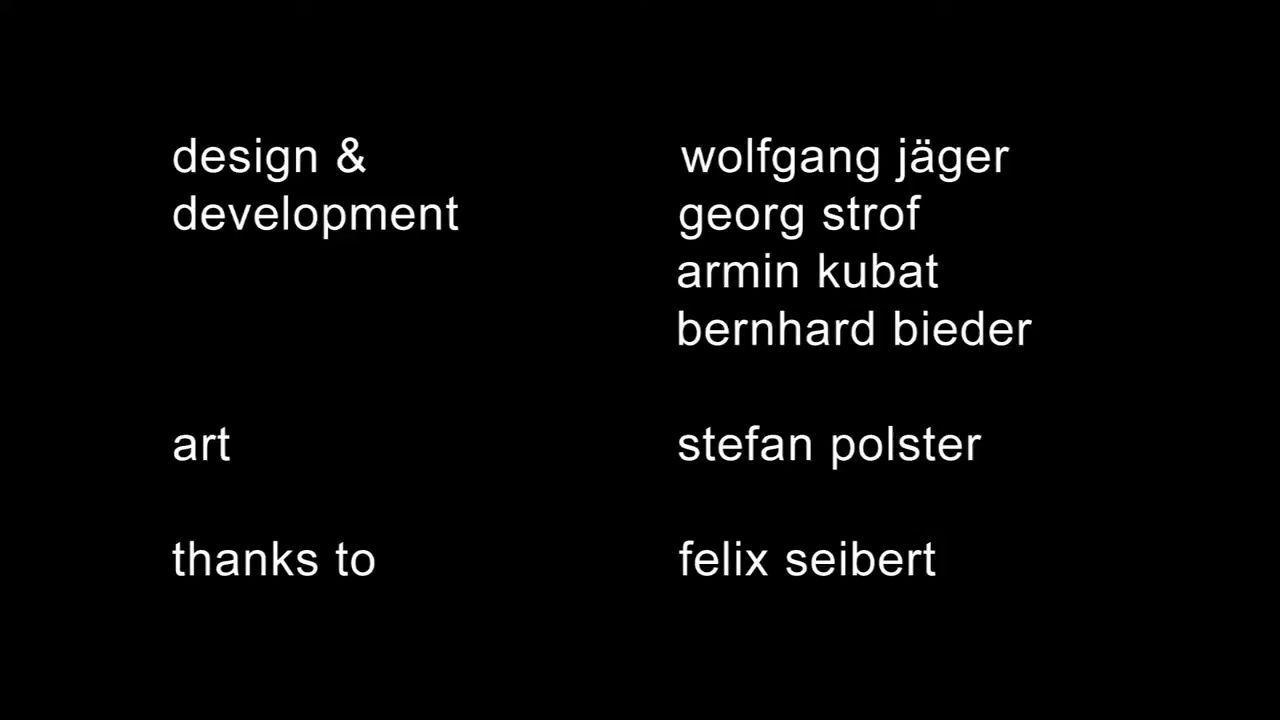 design & wolfgang jäger
development georg strof
armin kubat
bernhard bieder
art stefan polster
thanks to felix seibert